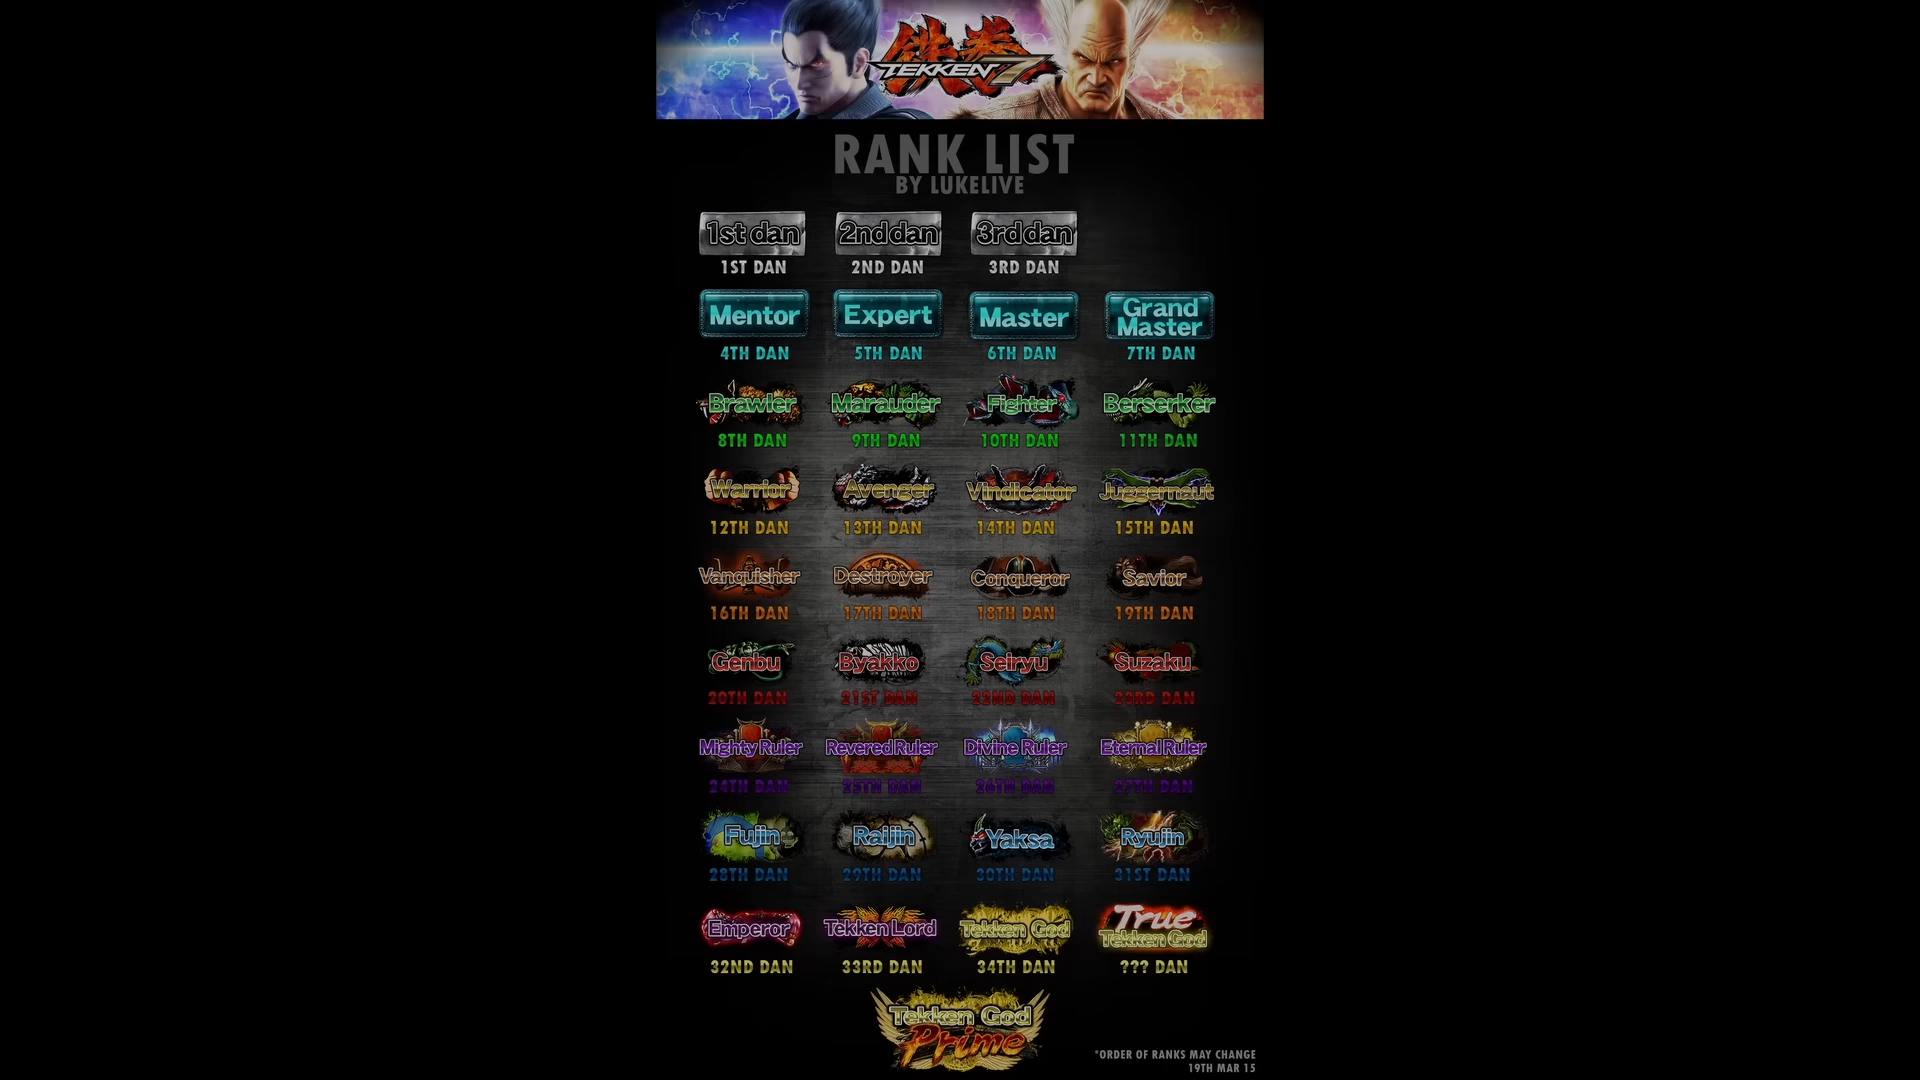 鉄拳
TEKKEN 7
RANK LIST
BY LUKELIVE
1st dan 2nd dan 3rd dan
1ST DAN 2ND DAN 3RD DAN
Mentor Expert Master Grand Master
4TH DAN 5TH DAN 6TH DAN 7TH DAN
Brawler Marauder Fighter Berserker
8TH DAN 9TH DAN 10TH DAN 11TH DAN
Warrior Avenger Vindicator Juggernaut
12TH DAN 13TH DAN 14TH DAN 15TH DAN
Vanquisher Destroyer Conqueror Savior
16TH DAN 17TH DAN 18TH DAN 19TH DAN
Genbu Byakko Seiryu Suzaku
20TH DAN 21ST DAN 22ND DAN 23RD DAN
Mighty Ruler Revered Ruler Divine Ruler Eternal Ruler
24TH DAN 25TH DAN 26TH DAN 27TH DAN
Fujin Raijin Yaksa Ryujin
28TH DAN 29TH DAN 30TH DAN 31ST DAN
Emperor Tekken Lord Tekken God True Tekken God
32ND DAN 33RD DAN 34TH DAN ??? DAN
Tekken God
Prime
*ORDER OF RANKS MAY CHANGE
19TH MAR 15